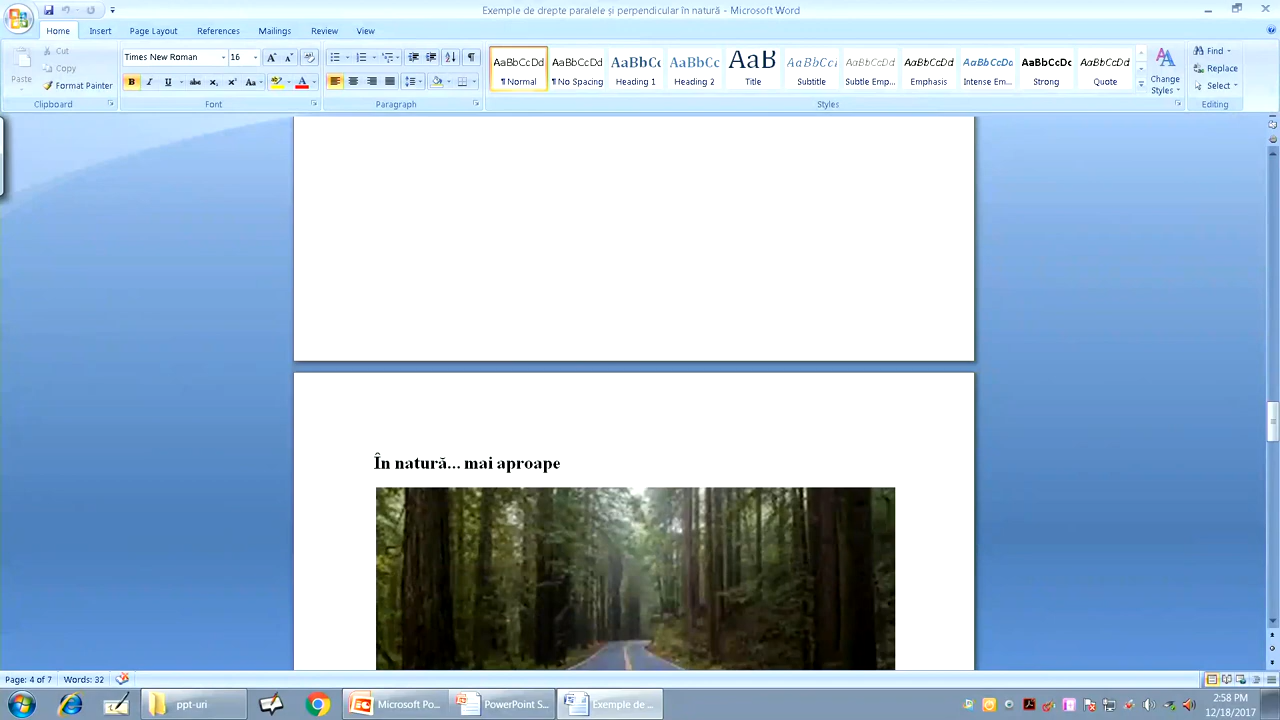 Exemple de drepte paralele și perpendicular în natură - Microsoft Word
Home Insert Page Layout References Mailings Review View
Paste
Cut
Copy
Format Painter
Clipboard
Times New Roman 16
Font
Paragraph
AaBbCcDd AaBbCcDd AaBbCc AaBbCc AaB AaBbCc AaBbCcDd AaBbCcDd AaBbCcDd AaBbCcDc AaBbCcDd
¶ Normal ¶ No Spacing Heading 1 Heading 2 Title Subtitle Subtle Emp... Emphasis Intense Em... Strong Quote
Change Styles
Styles
Find
Replace
Select
Editing
În natură... mai aproape
Page: 4 of 7 Words: 32
ppt-uri Microsoft Po... PowerPoint S... Exemple de ...
2:58 PM
12/18/2017